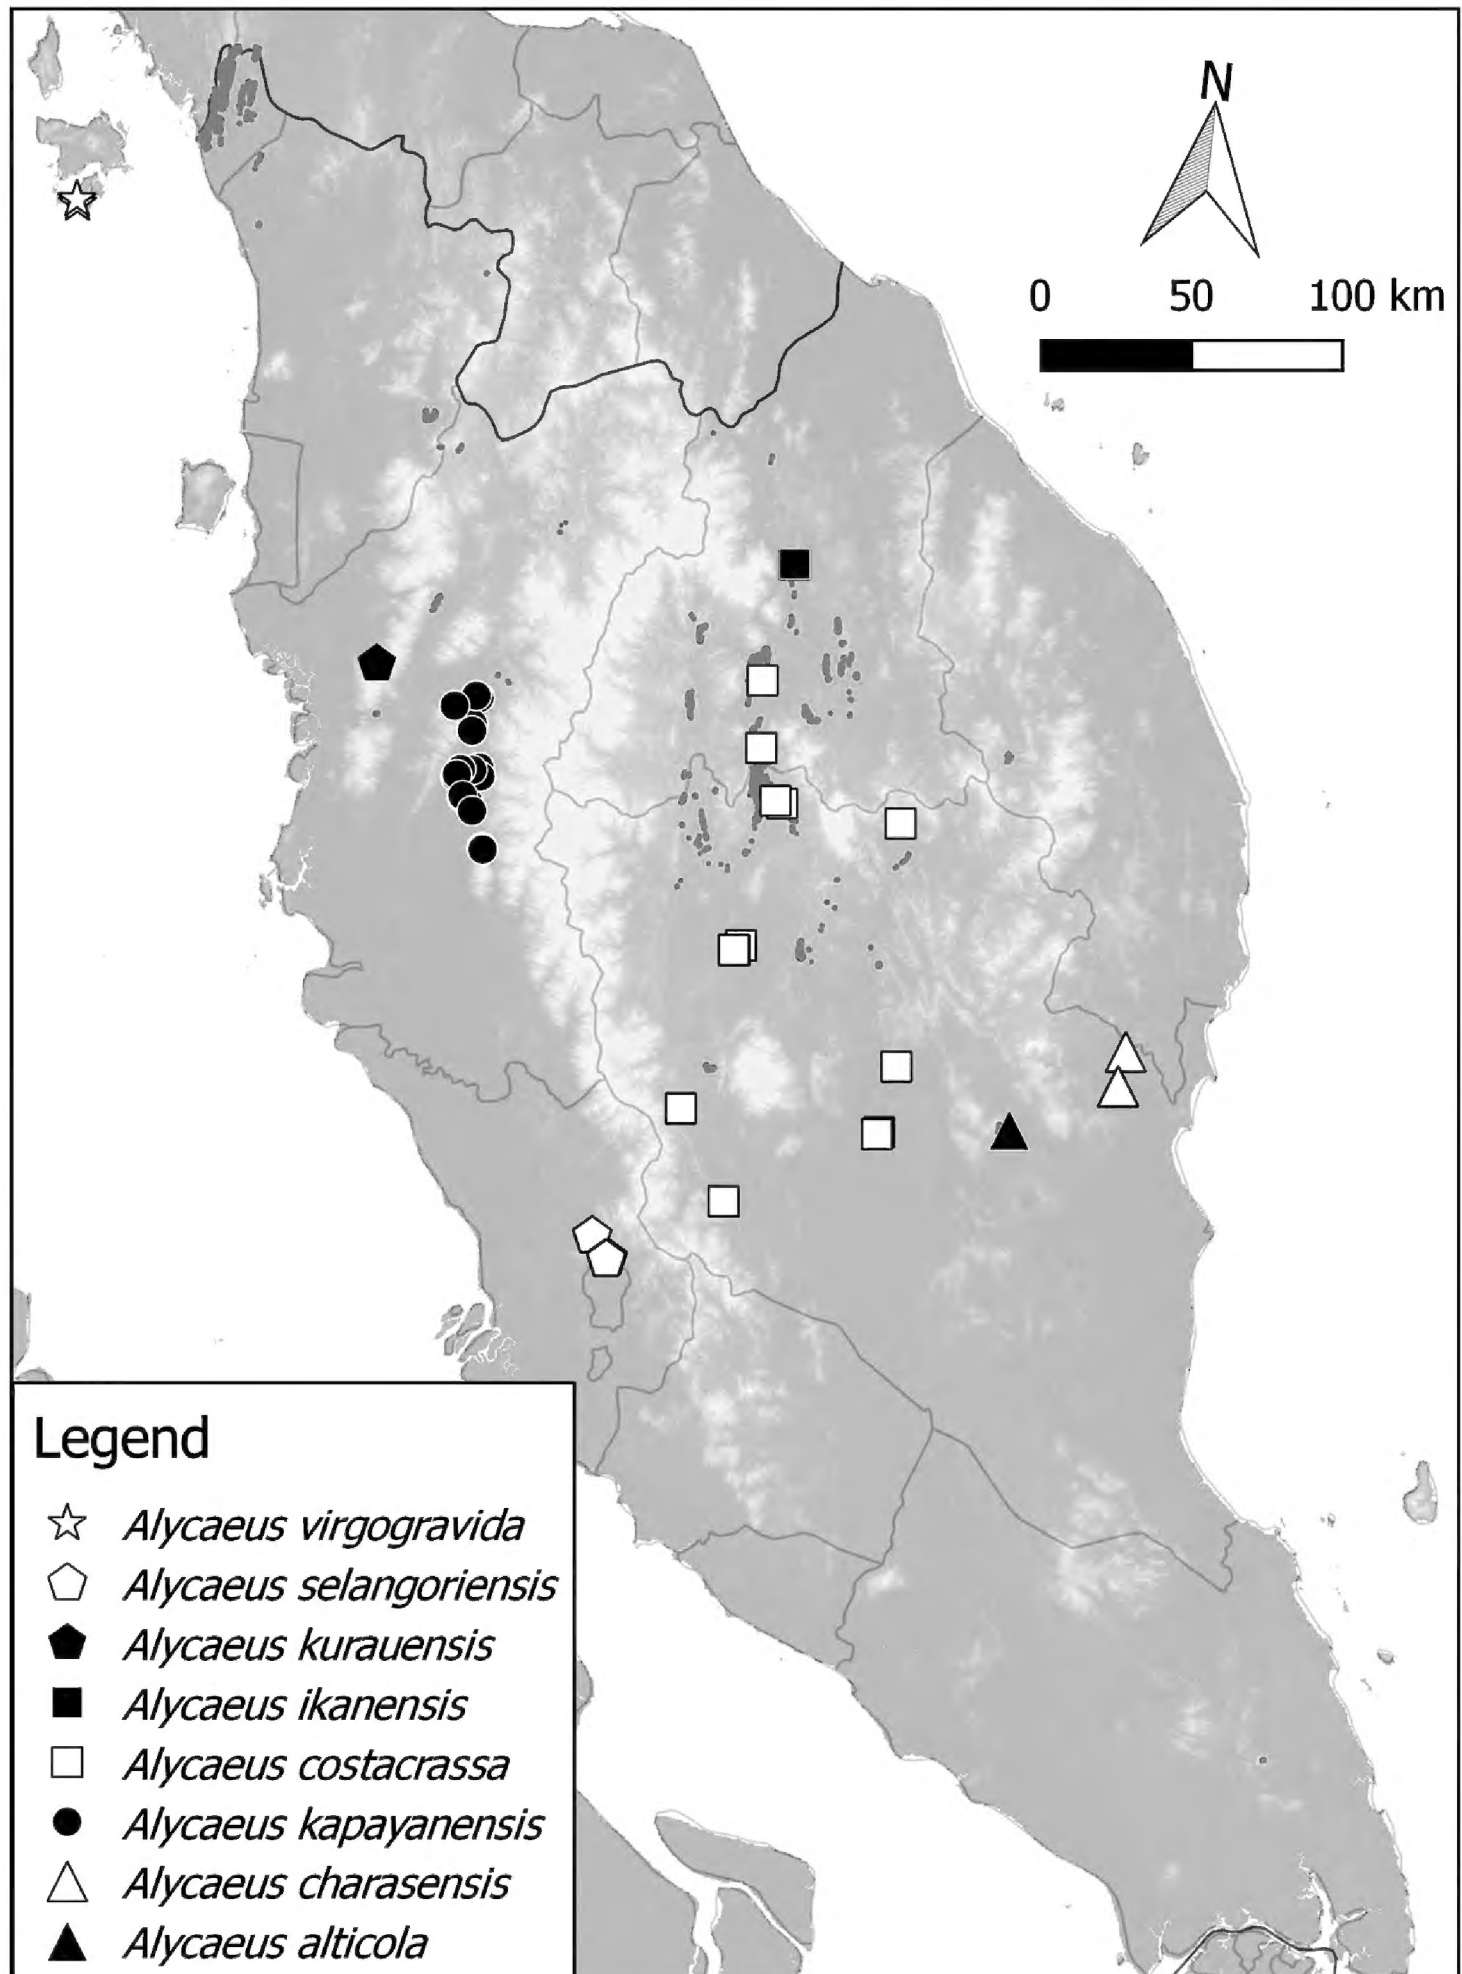 N
0 50 100 km
Legend
Alycaeus virgogravida
Alycaeus selangoriensis
Alycaeus kurauensis
Alycaeus ikanensis
Alycaeus costacrassa
Alycaeus kapayanensis
Alycaeus charasensis
Alycaeus alticola